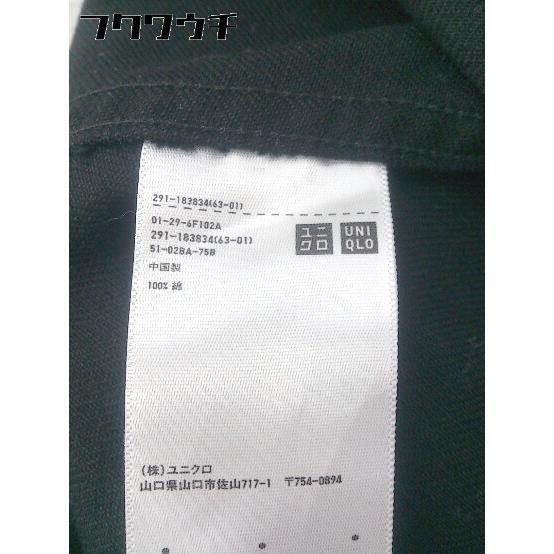 フクワウチ
291-183834(63-01)
01-29-6F102A
291-183834(63-01)
51-02BA-75B
中国製
100% 綿
ユニ
クロ
UNI
QLO
(株)ユニクロ
山口県山口市佐山717-1 〒754-0894